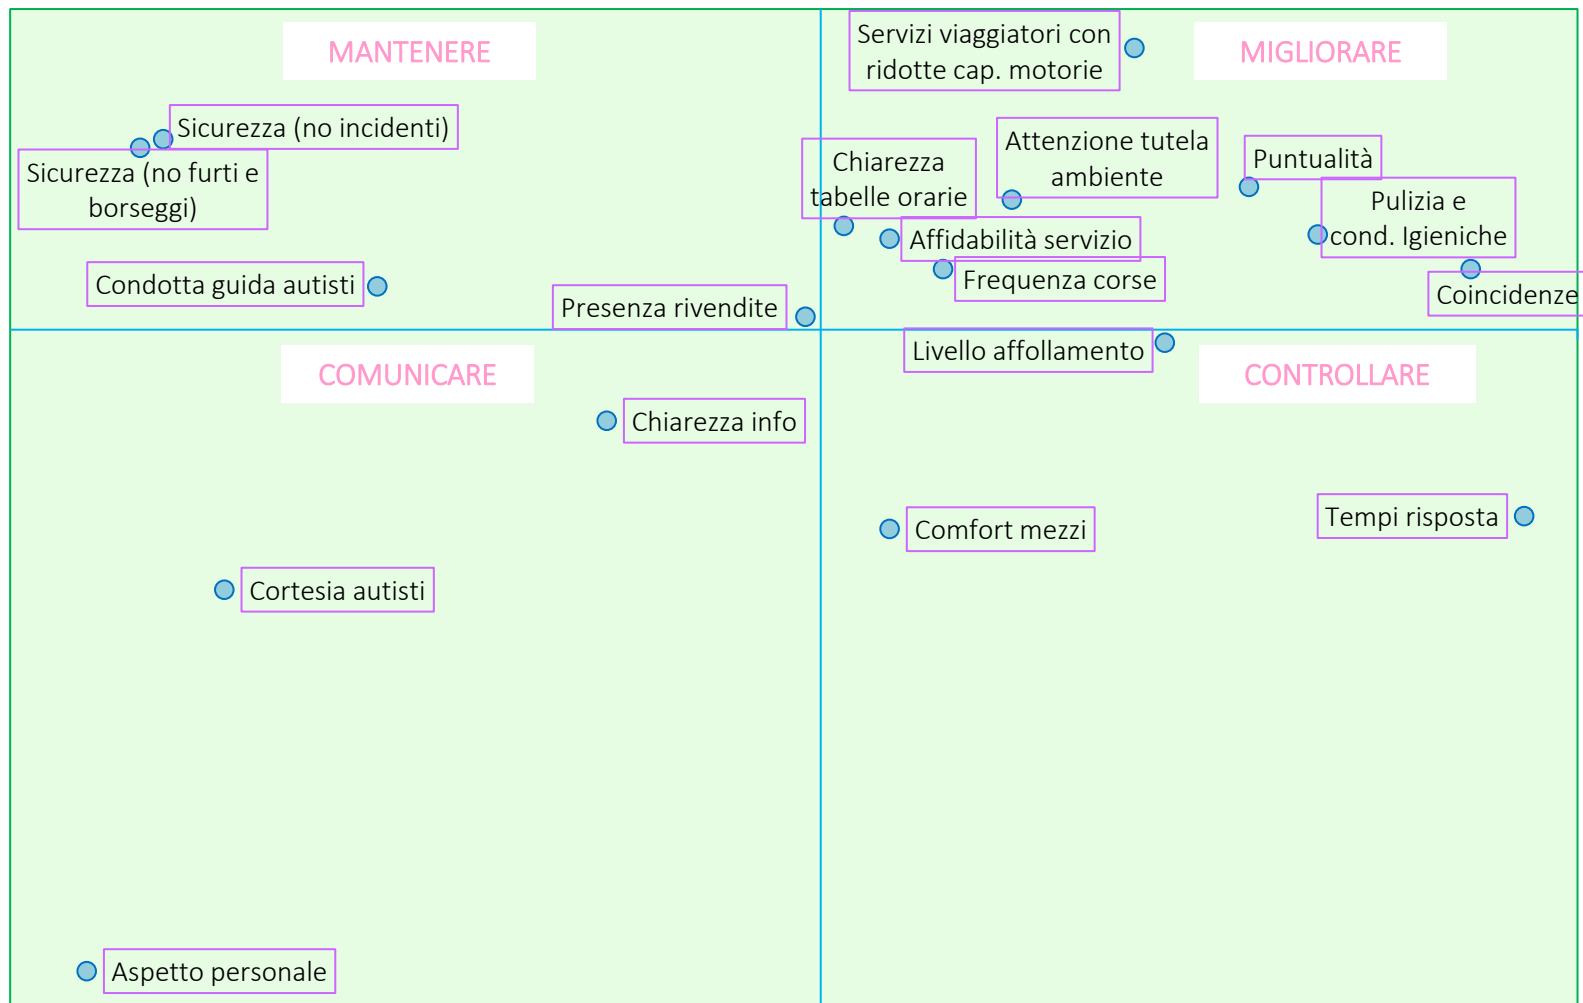 MANTENERE
Servizi viaggiatori con
ridotte cap. motorie
MIGLIORARE
Sicurezza (no incidenti)
Sicurezza (no furti e
borseggi)
Chiarezza
tabelle orarie
Attenzione tutela
ambiente
Puntualità
Pulizia e
cond. Igieniche
Affidabilità servizio
Frequenza corse
Coincidenze
Condotta guida autisti
Presenza rivendite
Livello affollamento
COMUNICARE
CONTROLLARE
Chiarezza info
Comfort mezzi
Tempi risposta
Cortesia autisti
Aspetto personale